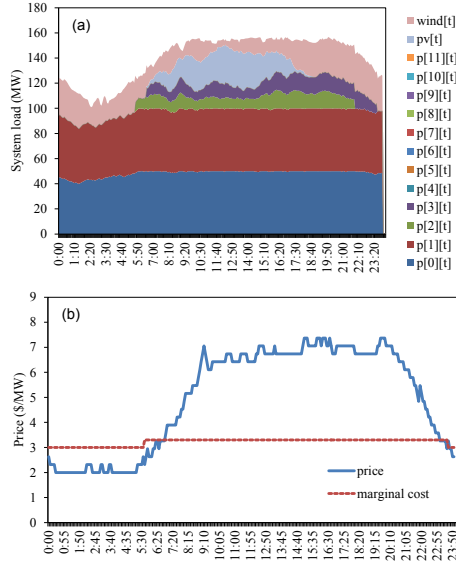 (a)
System load (MW)
180
160
140
120
100
80
60
40
20
0
0:00 1:10 2:20 3:30 4:40 5:50 7:00 8:10 9:20 10:30 11:40 12:50 14:00 15:10 16:20 17:30 18:40 19:50 21:00 22:10 23:20
wind[t]
pv[t]
p[11][t]
p[10][t]
p[9][t]
p[8][t]
p[7][t]
p[6][t]
p[5][t]
p[4][t]
p[3][t]
p[2][t]
p[1][t]
p[0][t]
(b)
Price ($/MW)
9
8
7
6
5
4
3
2
1
0
price
marginal cost
0:00 0:55 1:50 2:45 3:40 4:35 5:30 6:25 7:20 8:15 9:10 10:05 11:00 11:55 12:50 13:45 14:40 15:35 16:30 17:25 18:20 19:15 20:10 21:05 22:00 22:55 23:50